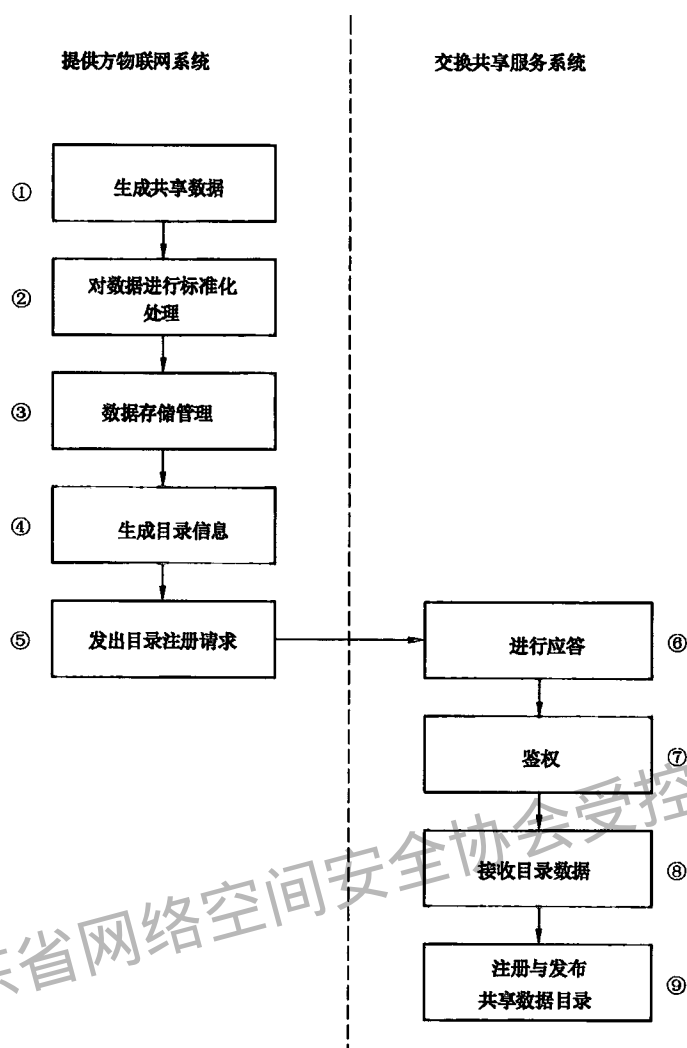 提供方物联网系统
交换共享服务系统
① 生成共享数据
② 对数据进行标准化
处理
③ 数据存储管理
④ 生成目录信息
⑤ 发出目录注册请求
进行应答 ⑥
鉴权 ⑦
接收目录数据 ⑧
注册与发布
共享数据目录 ⑨
省网络空间安全协会受控